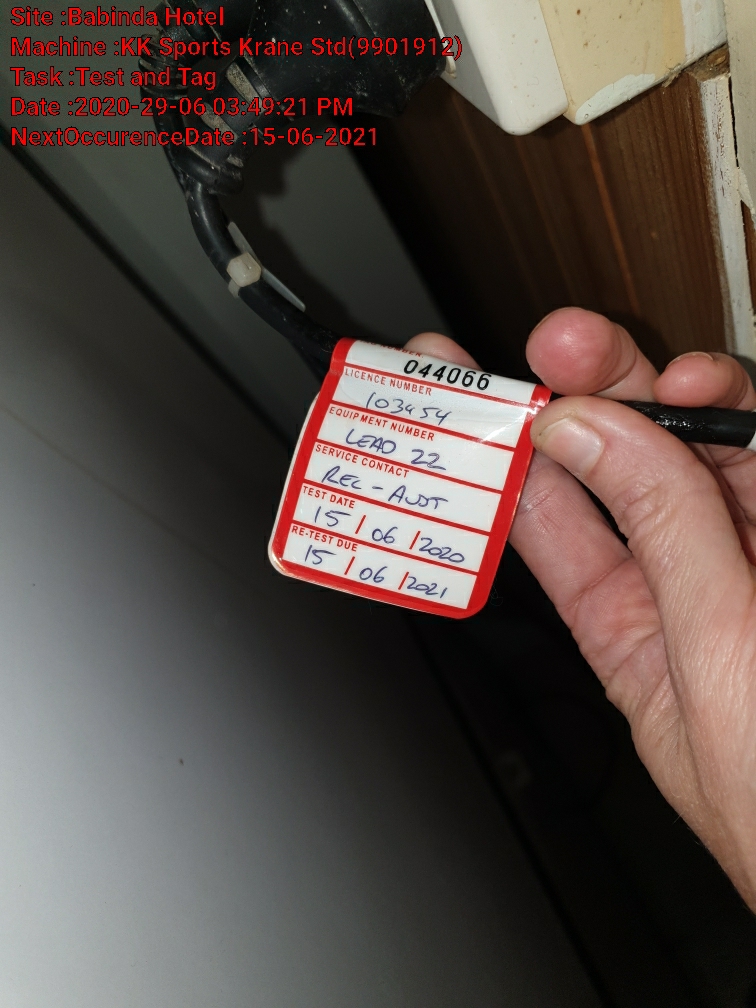 Site :Babinda Hotel
Machine :KK Sports Krane Std(9901912)
Task :Test and Tag
Date :2020-29-06 03:49:21 PM
NextOccurenceDate :15-06-2021
044066
LICENCE NUMBER
103454
EQUIPMENT NUMBER
LEAD 22
SERVICE CONTACT
REC - AUST
TEST DATE
15 / 06 / 2020
RE-TEST DUE
15 / 06 / 2021